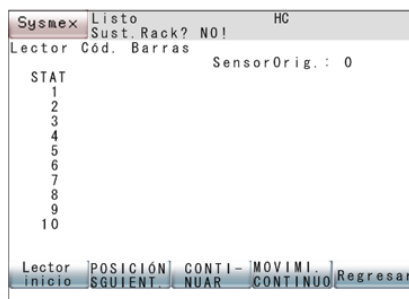 Sysmex Listo HC
Sust.Rack? NO!
Lector Cód. Barras
SensorOrig.: 0
STAT
1
2
3
4
5
6
7
8
9
10
Lector POSICIÓN CONTI- MOVIMI. Regresar
inicio SGUIENT. NUAR CONTINUO